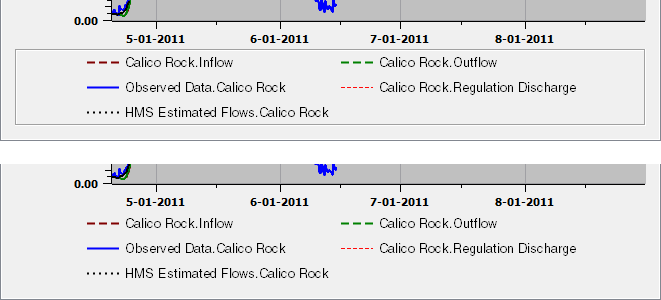 0.00
5-01-2011 6-01-2011 7-01-2011 8-01-2011
Calico Rock.Inflow Calico Rock.Outflow
Observed Data.Calico Rock Calico Rock.Regulation Discharge
HMS Estimated Flows.Calico Rock
0.00
5-01-2011 6-01-2011 7-01-2011 8-01-2011
Calico Rock.Inflow Calico Rock.Outflow
Observed Data.Calico Rock Calico Rock.Regulation Discharge
HMS Estimated Flows.Calico Rock